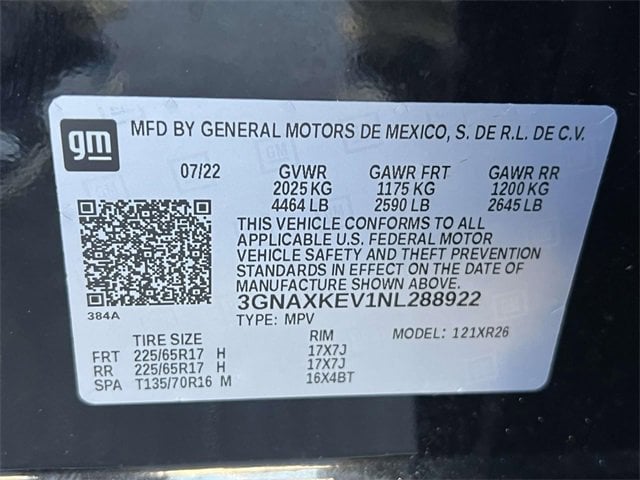 gm
MFD BY GENERAL MOTORS DE MEXICO, S. DE R.L. DE C.V.
07/22 GVWR GAWR FRT GAWR RR
2025 KG 1175 KG 1200 KG
4464 LB 2590 LB 2645 LB
THIS VEHICLE CONFORMS TO ALL
APPLICABLE U.S. FEDERAL MOTOR
VEHICLE SAFETY AND THEFT PREVENTION
STANDARDS IN EFFECT ON THE DATE OF
MANUFACTURE SHOWN ABOVE.
3GNAXKEV1NL288922
384A
TYPE: MPV MODEL: 121XR26
TIRE SIZE RIM
FRT 225/65R17 H 17X7J
RR 225/65R17 H 17X7J
SPA T135/70R16 M 16X4BT